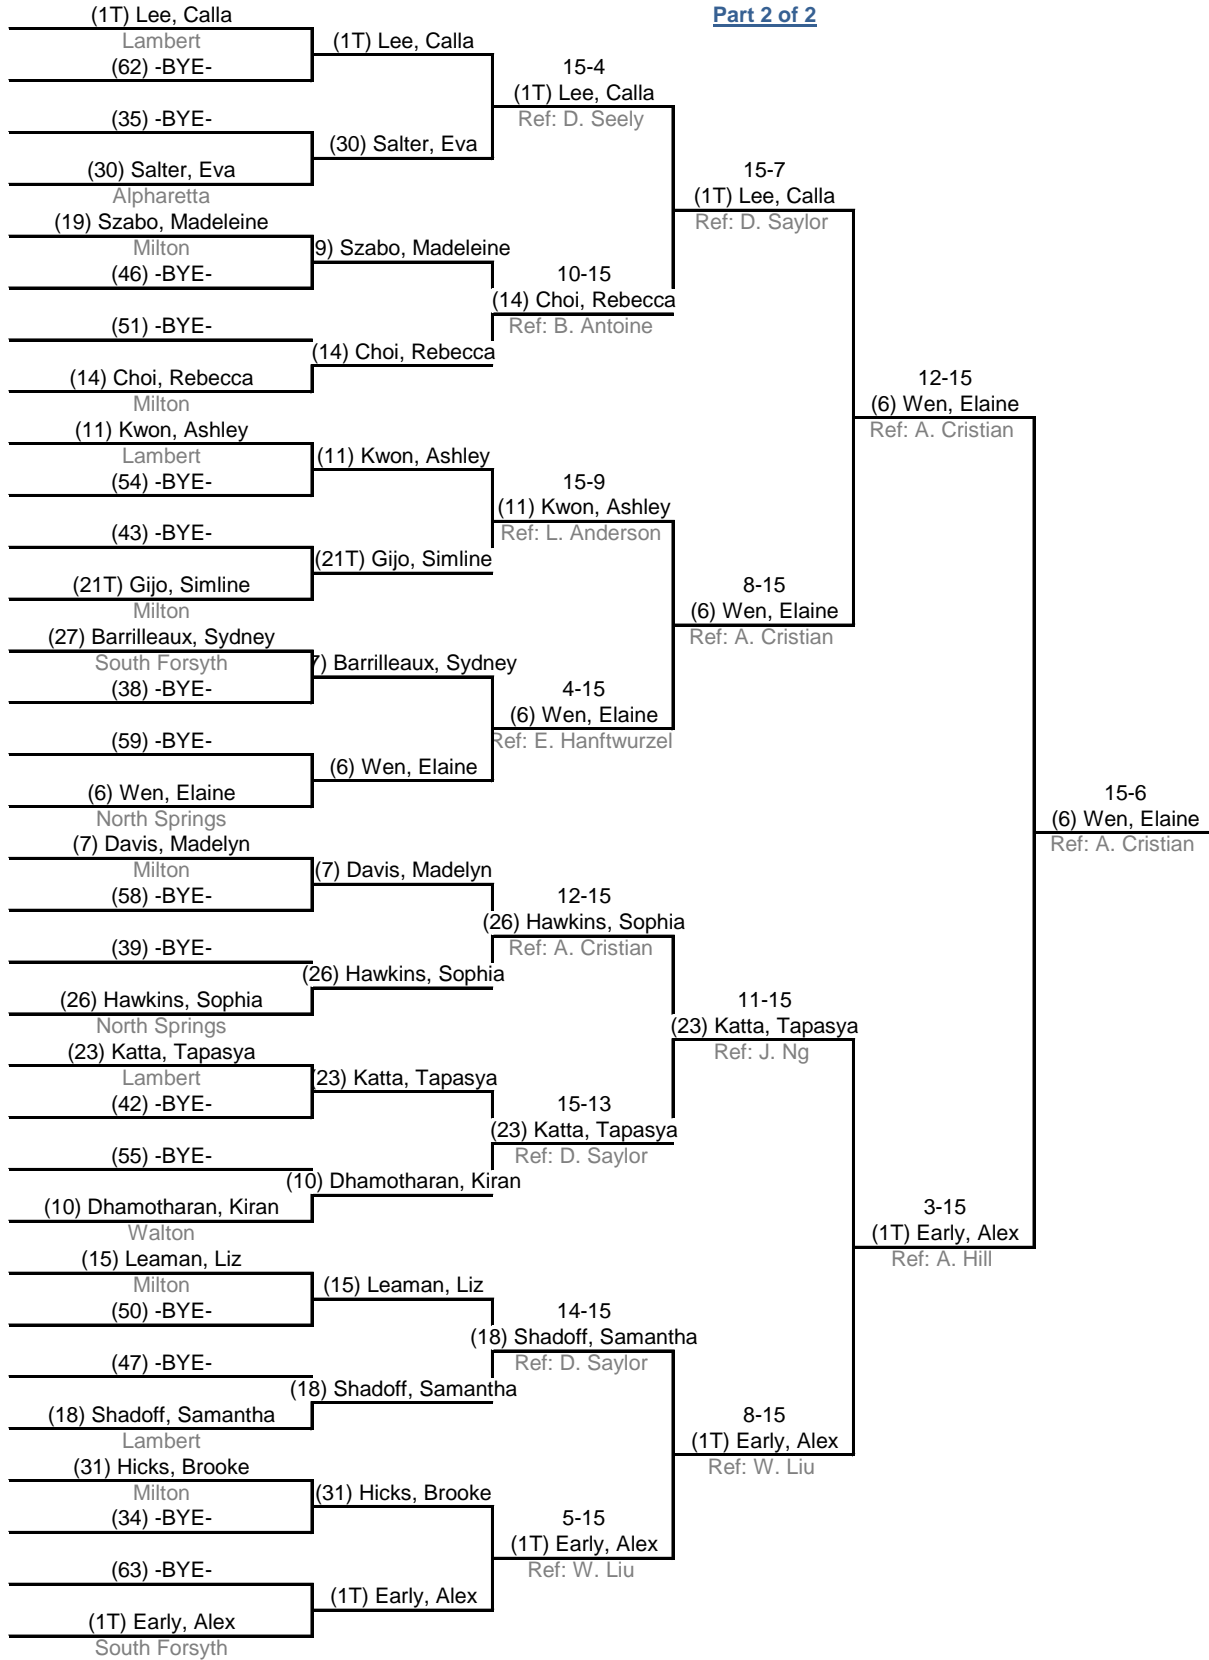 Part 2 of 2
(1T) Lee, Calla
Lambert
(62) -BYE-
(35) -BYE-
(30) Salter, Eva
Alpharetta
(19) Szabo, Madeleine
Milton
(46) -BYE-
(51) -BYE-
(14) Choi, Rebecca
Milton
(11) Kwon, Ashley
Lambert
(54) -BYE-
(43) -BYE-
(21T) Gijo, Simline
Milton
(27) Barrilleaux, Sydney
South Forsyth
(38) -BYE-
(59) -BYE-
(6) Wen, Elaine
North Springs
(7) Davis, Madelyn
Milton
(58) -BYE-
(39) -BYE-
(26) Hawkins, Sophia
North Springs
(23) Katta, Tapasya
Lambert
(42) -BYE-
(55) -BYE-
(10) Dhamotharan, Kiran
Walton
(15) Leaman, Liz
Milton
(50) -BYE-
(47) -BYE-
(18) Shadoff, Samantha
Lambert
(31) Hicks, Brooke
Milton
(34) -BYE-
(63) -BYE-
(1T) Early, Alex
South Forsyth
(1T) Lee, Calla
(30) Salter, Eva
9) Szabo, Madeleine
(14) Choi, Rebecca
(11) Kwon, Ashley
(21T) Gijo, Simline
7) Barrilleaux, Sydney
(6) Wen, Elaine
(7) Davis, Madelyn
(26) Hawkins, Sophia
(23) Katta, Tapasya
(10) Dhamotharan, Kiran
(15) Leaman, Liz
(18) Shadoff, Samantha
(31) Hicks, Brooke
(1T) Early, Alex
15-4
(1T) Lee, Calla
Ref: D. Seely
10-15
(14) Choi, Rebecca
Ref: B. Antoine
15-9
(11) Kwon, Ashley
Ref: L. Anderson
4-15
(6) Wen, Elaine
Ref: E. Hanftwurzel
12-15
(26) Hawkins, Sophia
Ref: A. Cristian
15-13
(23) Katta, Tapasya
Ref: D. Saylor
14-15
(18) Shadoff, Samantha
Ref: D. Saylor
5-15
(1T) Early, Alex
Ref: W. Liu
15-7
(1T) Lee, Calla
Ref: D. Saylor
8-15
(6) Wen, Elaine
Ref: A. Cristian
11-15
(23) Katta, Tapasya
Ref: J. Ng
8-15
(1T) Early, Alex
Ref: W. Liu
12-15
(6) Wen, Elaine
Ref: A. Cristian
3-15
(1T) Early, Alex
Ref: A. Hill
15-6
(6) Wen, Elaine
Ref: A. Cristian